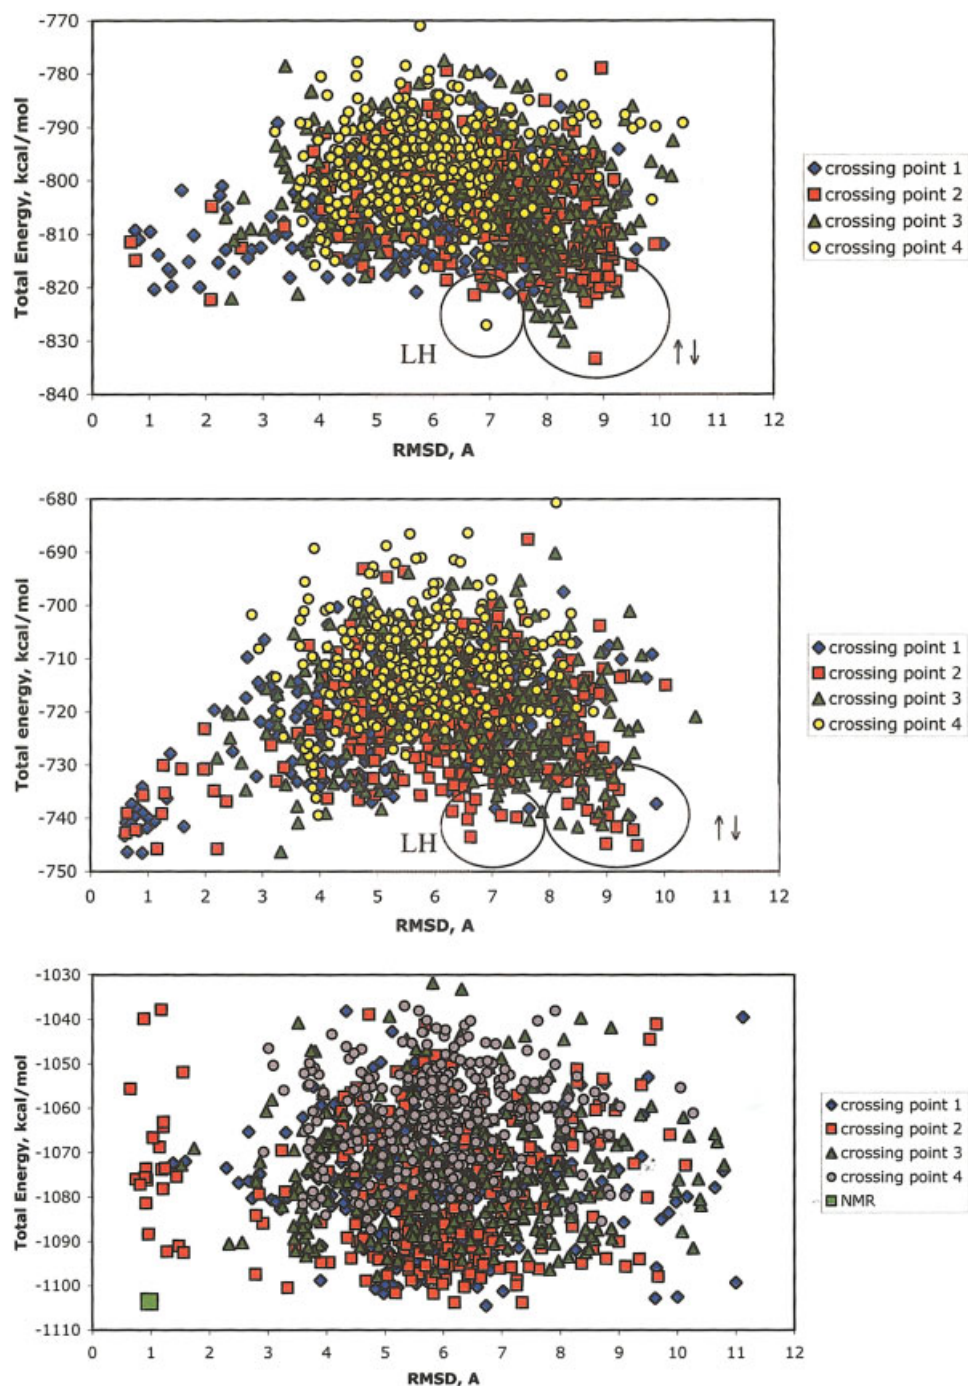 -770
-780
-790
-800
-810
-820
-830
-840
Total Energy, kcal/mol
LH
↑↓
0 1 2 3 4 5 6 7 8 9 10 11 12
RMSD, A
crossing point 1
crossing point 2
crossing point 3
crossing point 4
-680
-690
-700
-710
-720
-730
-740
-750
Total energy, kcal/mol
LH
↑↓
0 1 2 3 4 5 6 7 8 9 10 11 12
RMSD, A
crossing point 1
crossing point 2
crossing point 3
crossing point 4
-1030
-1040
-1050
-1060
-1070
-1080
-1090
-1100
-1110
Total Energy, kcal/mol
0 1 2 3 4 5 6 7 8 9 10 11 12
RMSD, A
crossing point 1
crossing point 2
crossing point 3
crossing point 4
NMR